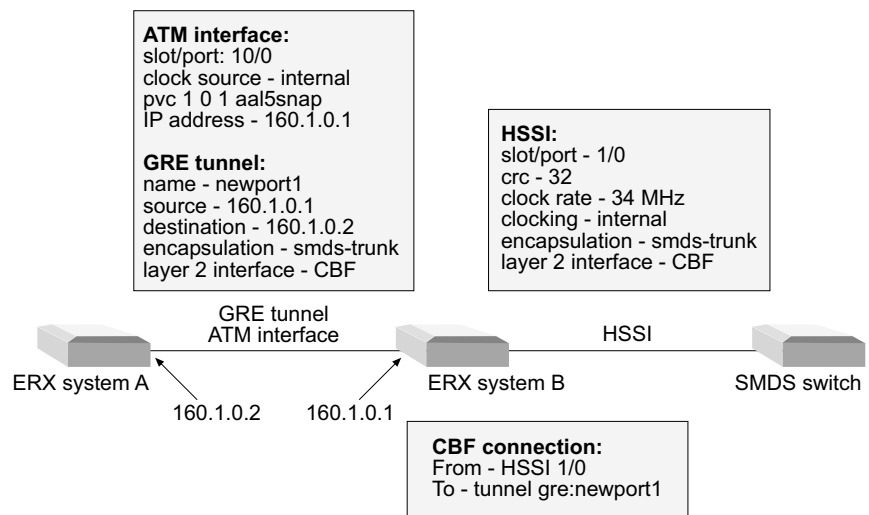 ATM interface:
slot/port: 10/0
clock source - internal
pvc 1 0 1 aal5snap
IP address - 160.1.0.1
GRE tunnel:
name - newport1
source - 160.1.0.1
destination - 160.1.0.2
encapsulation - smds-trunk
layer 2 interface - CBF
HSSI:
slot/port - 1/0
crc - 32
clock rate - 34 MHz
clocking - internal
encapsulation - smds-trunk
layer 2 interface - CBF
GRE tunnel
ATM interface
HSSI
ERX system A
ERX system B
SMDS switch
160.1.0.2
160.1.0.1
CBF connection:
From - HSSI 1/0
To - tunnel gre:newport1